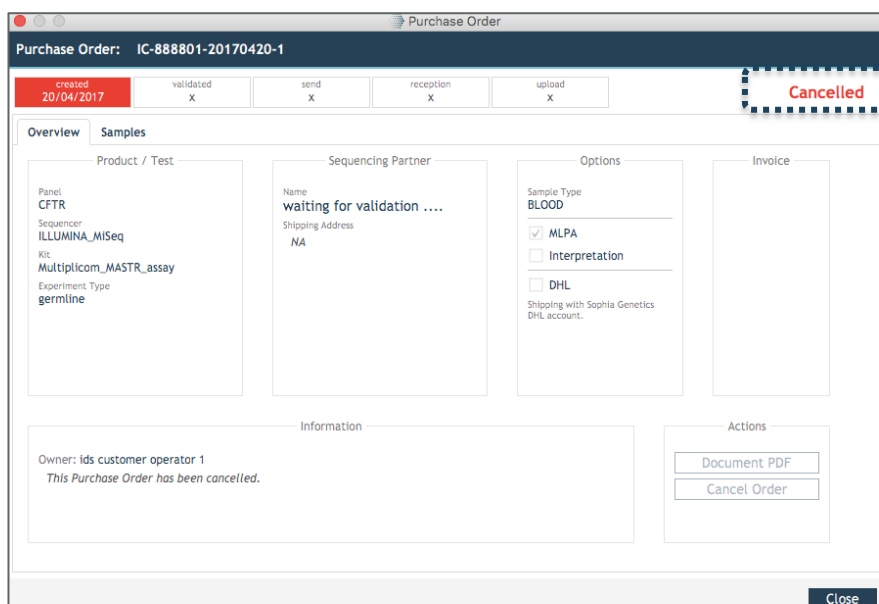 Purchase Order
Purchase Order: IC-888801-20170420-1
created
20/04/2017
validated
x
send
x
reception
x
upload
x
Cancelled
Overview Samples
Product / Test
Panel
CFTR
Sequencer
ILLUMINA_MiSeq
Kit
Multiplicom_MASTR_assay
Experiment Type
germline
Sequencing Partner
Name
waiting for validation ....
Shipping Address
NA
Options
Sample Type
BLOOD
MLPA
Interpretation
DHL
Shipping with Sophia Genetics
DHL account.
Invoice
Information
Owner: ids customer operator 1
This Purchase Order has been cancelled.
Actions
Document PDF
Cancel Order
Close